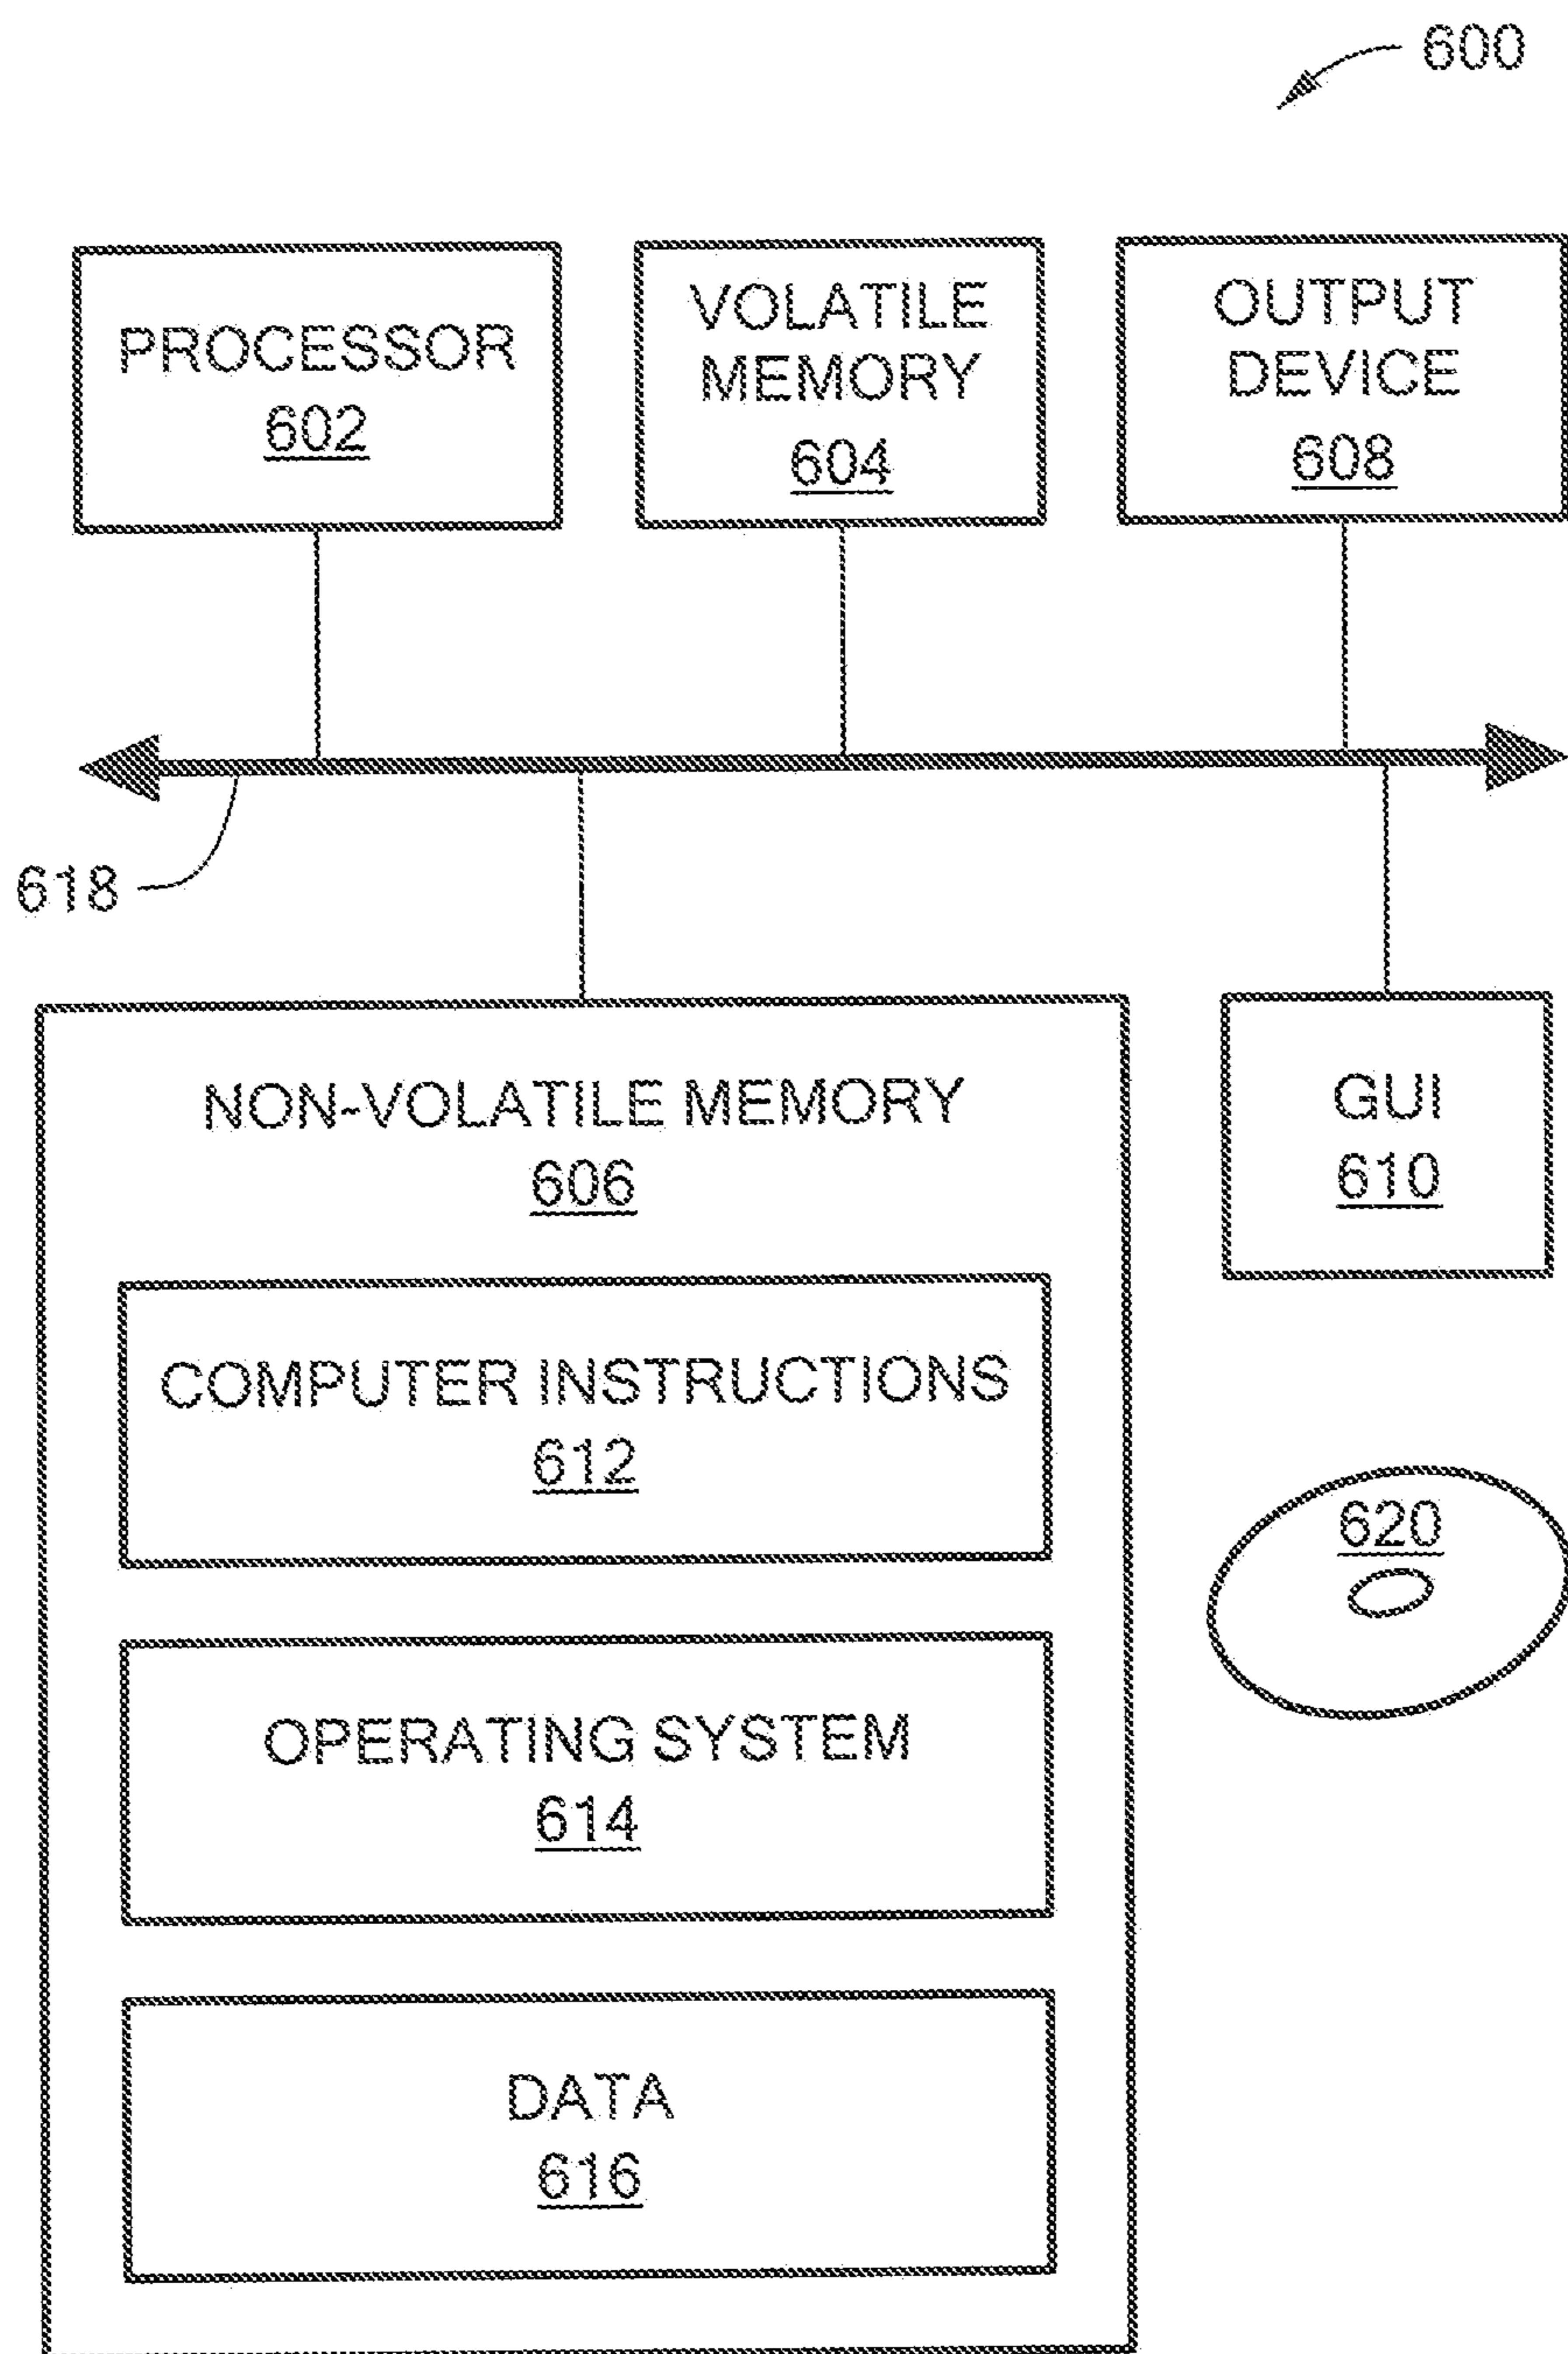 600
PROCESSOR
602
VOLATILE
MEMORY
604
OUTPUT
DEVICE
608
618
NON-VOLATILE MEMORY
606
GUI
610
COMPUTER INSTRUCTIONS
612
620
OPERATING SYSTEM
614
DATA
616